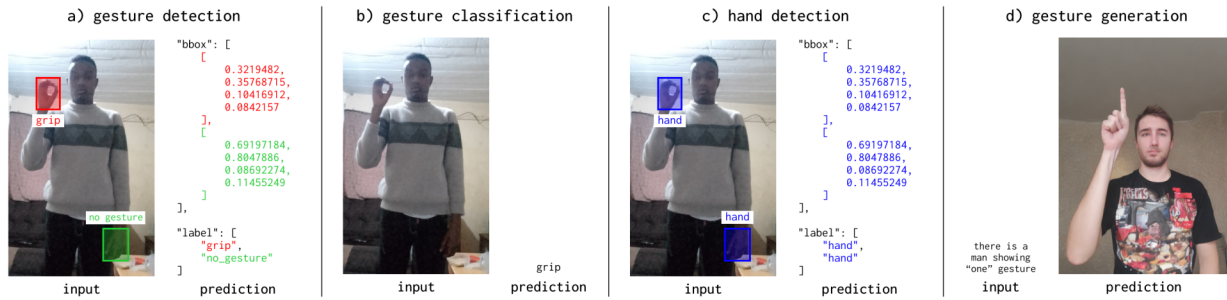 a) gesture detection
grip
no gesture
"bbox": [
[
0.3219482,
0.35768715,
0.10416912,
0.0842157
],
[
0.69197184,
0.8047886,
0.08692274,
0.11455249
]
],
"label": [
"grip",
"no_gesture"
]
input
prediction
b) gesture classification
grip
input
prediction
c) hand detection
hand
hand
"bbox": [
[
0.3219482,
0.35768715,
0.10416912,
0.0842157
],
[
0.69197184,
0.8047886,
0.08692274,
0.11455249
]
],
"label": [
"hand",
"hand"
]
input
prediction
d) gesture generation
there is a
man showing
"one" gesture
input
prediction